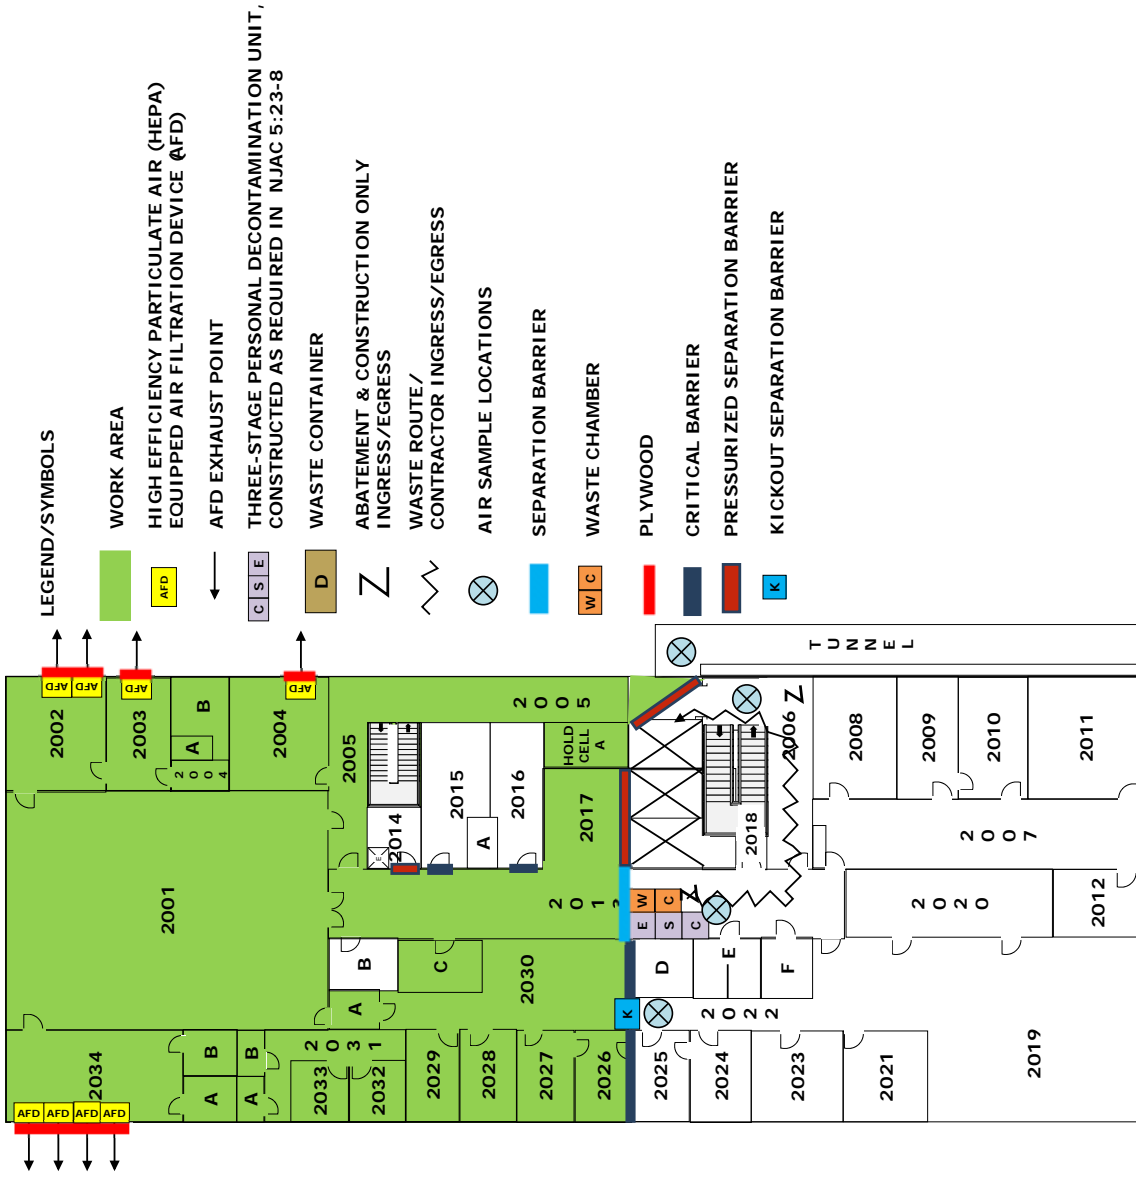 LEGEND/SYMBOLS
WORK AREA
AFD
HIGH EFFICIENCY PARTICULATE AIR (HEPA)
EQUIPPED AIR FILTRATION DEVICE (AFD)
AFD EXHAUST POINT
C S E
THREE-STAGE PERSONAL DECONTAMINATION UNIT,
CONSTRUCTED AS REQUIRED IN NJAC 5:23-8
D
WASTE CONTAINER
ABATEMENT & CONSTRUCTION ONLY
INGRESS/EGRESS
WASTE ROUTE/
CONTRACTOR INGRESS/EGRESS
AIR SAMPLE LOCATIONS
SEPARATION BARRIER
W C
WASTE CHAMBER
PLYWOOD
CRITICAL BARRIER
PRESSURIZED SEPARATION BARRIER
K
KICKOUT SEPARATION BARRIER
AFD
AFD
AFD
AFD
2002
2003
A
B
2004
2004
2005
2005
2001
2014
E
2015
A
2016
HOLD
CELL
A
2017
2013
B
C
A
2030
2034
A
B
A
B
2031
2033
2032
2029
2028
2027
2026
AFD
AFD
AFD
AFD
K
E
S
C
W
C
D
E
F
2022
2025
2024
2023
2021
2019
2018
2006
TUNNEL
2008
2009
2010
2011
2007
2020
2012